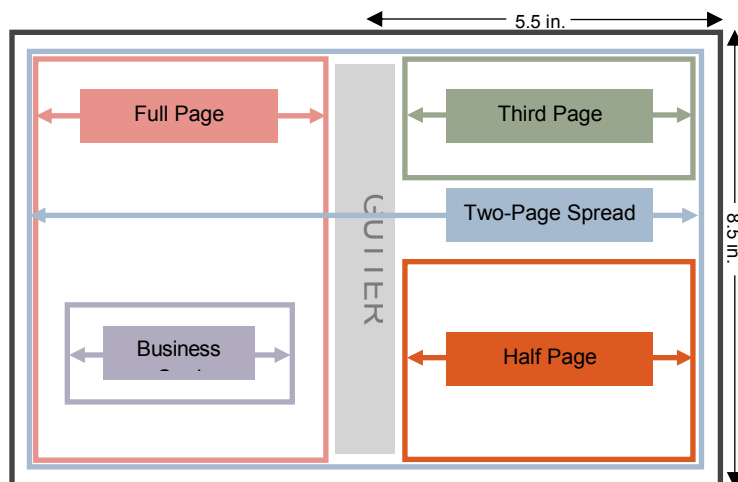 5.5 in.
Full Page
Third Page
GUTTER
Two-Page Spread
8.5 in.
Business
Half Page